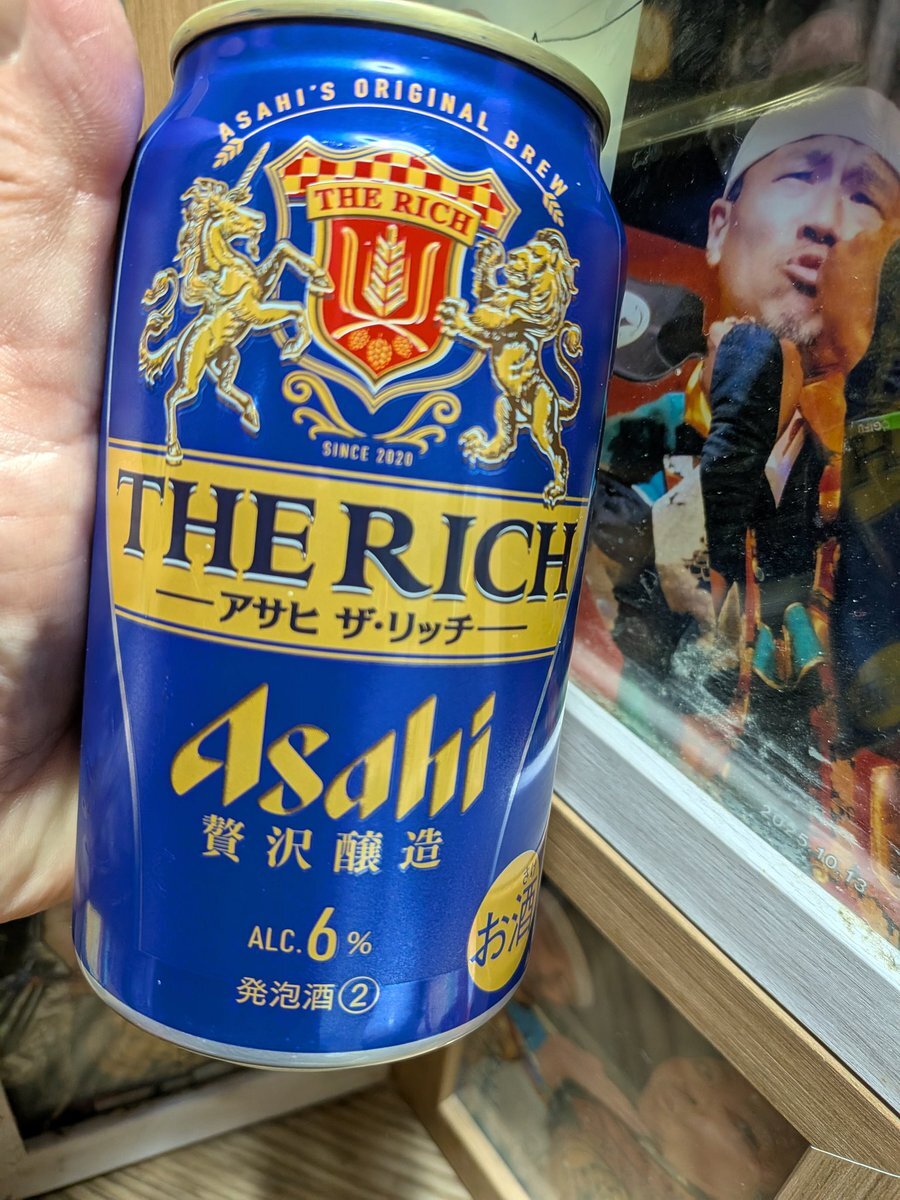 ASAHI'S ORIGINAL BREW
THE RICH
SINCE 2020
THE RICH
アサヒ ザ・リッチ
Asahi
贅沢醸造
ALC.6%
発泡酒②
お酒
GIFU
2025.10.13